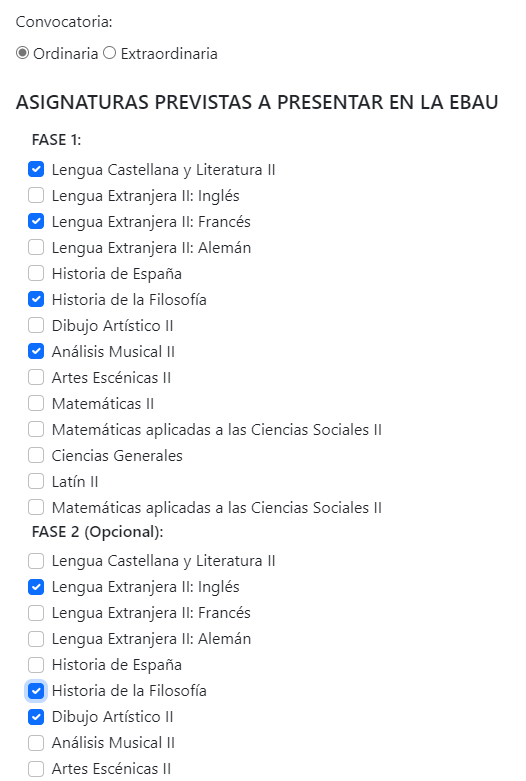 Convocatoria:
Ordinaria Extraordinaria
ASIGNATURAS PREVISTAS A PRESENTAR EN LA EBAU
FASE 1:
Lengua Castellana y Literatura II
Lengua Extranjera II: Inglés
Lengua Extranjera II: Francés
Lengua Extranjera II: Alemán
Historia de España
Historia de la Filosofía
Dibujo Artístico II
Análisis Musical II
Artes Escénicas II
Matemáticas II
Matemáticas aplicadas a las Ciencias Sociales II
Ciencias Generales
Latín II
Matemáticas aplicadas a las Ciencias Sociales II
FASE 2 (Opcional):
Lengua Castellana y Literatura II
Lengua Extranjera II: Inglés
Lengua Extranjera II: Francés
Lengua Extranjera II: Alemán
Historia de España
Historia de la Filosofía
Dibujo Artístico II
Análisis Musical II
Artes Escénicas II